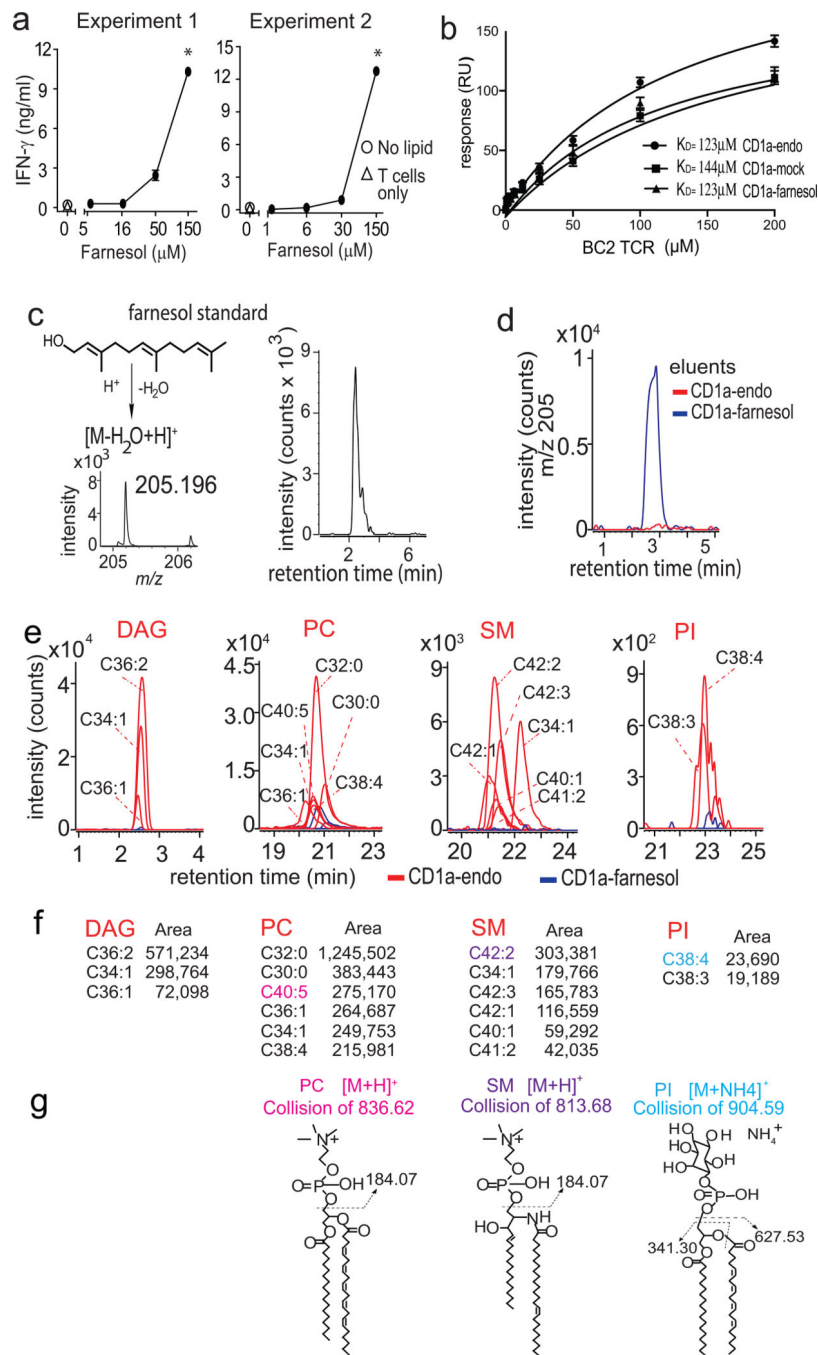 a
Experiment 1
Experiment 2
IFN-γ (ng/ml)
12
9
6
3
0
*
0 5 16 50 150
Farnesol (μM)
15
12
9
6
3
0
*
No lipid
T cells
only
0 1 6 30 150
Farnesol (μM)
b
response (RU)
150
100
50
0
KD= 123μM CD1a-endo
KD= 144μM CD1a-mock
KD= 123μM CD1a-farnesol
0 50 100 150 200
BC2 TCR (μM)
c
farnesol standard
HO
H+ -H2O
[M-H2O+H]+
x10³
205.196
intensity
8
4
0
205 206
m/z
intensity (counts x 10³)
9
6
3
0
2 6
retention time (min)
d
x10⁴
intensity (counts)
m/z 205
1
0.5
0
eluents
CD1a-endo
CD1a-farnesol
1 3 5
retention time (min)
e
DAG
PC
SM
PI
intensity (counts)
x10⁴
4
2
0
C36:2
C34:1
C36:1
1 2 3 4
x10⁴
4.5
3.0
10
0
C32:0
C40:5
C30:0
C34:1
C36:1
C38:4
19 21 23
x10³
9
6
3
0
C42:2
C42:3
C34:1
C42:1
C40:1
C41:2
20 22 24
x10²
9
6
3
0
C38:4
C38:3
21 23 25
retention time (min)
CD1a-endo
CD1a-farnesol
f
DAG Area
C36:2 571,234
C34:1 298,764
C36:1 72,098
PC Area
C32:0 1,245,502
C30:0 383,443
C40:5 275,170
C36:1 264,687
C34:1 249,753
C38:4 215,981
SM Area
C42:2 303,381
C34:1 179,766
C42:3 165,783
C42:1 116,559
C40:1 59,292
C41:2 42,035
PI Area
C38:4 23,690
C38:3 19,189
g
PC [M+H]+
Collision of 836.62
N+
O
O=P-OH
184.07
O
O
O
O
O
SM [M+H]+
Collision of 813.68
N+
O
O=P-OH
184.07
O
NH
HO
O
PI [M+NH4]+
Collision of 904.59
OH
HO
HO
OH
OH
NH4+
O
O=P-OH
O
627.53
341.30
O
O
O
O